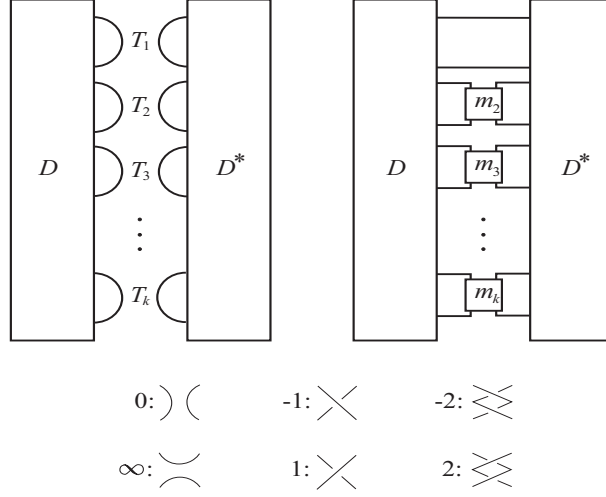 T₁
T₂ m₂
D T₃ D* D m₃ D*
⋮ ⋮
Tₖ mₖ
0: -1: -2:
∞: 1: 2: